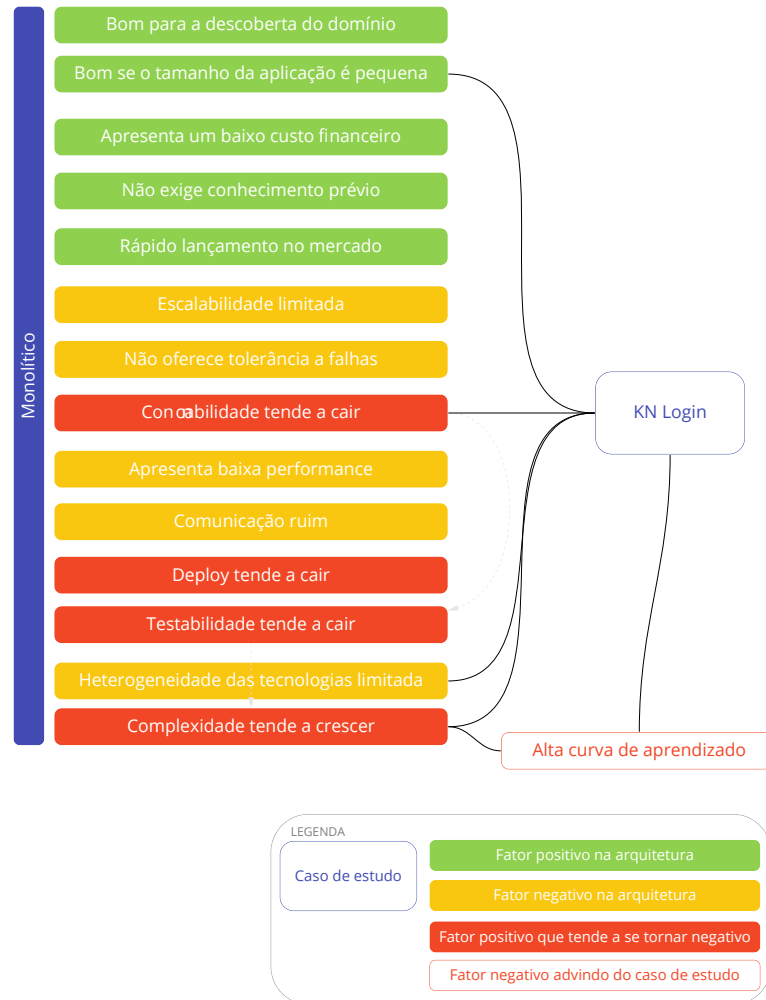 Monolítico
Bom para a descoberta do domínio
Bom se o tamanho da aplicação é pequena
Apresenta um baixo custo financeiro
Não exige conhecimento prévio
Rápido lançamento no mercado
Escalabilidade limitada
Não oferece tolerância a falhas
tende a cair
Apresenta baixa performance
Comunicação ruim
Deploy tende a cair
Testabilidade tende a cair
Heterogeneidade das tecnologias limitada
Complexidade tende a crescer
KN Login
Alta curva de aprendizado
LEGENDA
Caso de estudo
Fator positivo na arquitetura
Fator negativo na arquitetura
Fator positivo que tende a se tornar negativo
Fator negativo advindo do caso de estudo